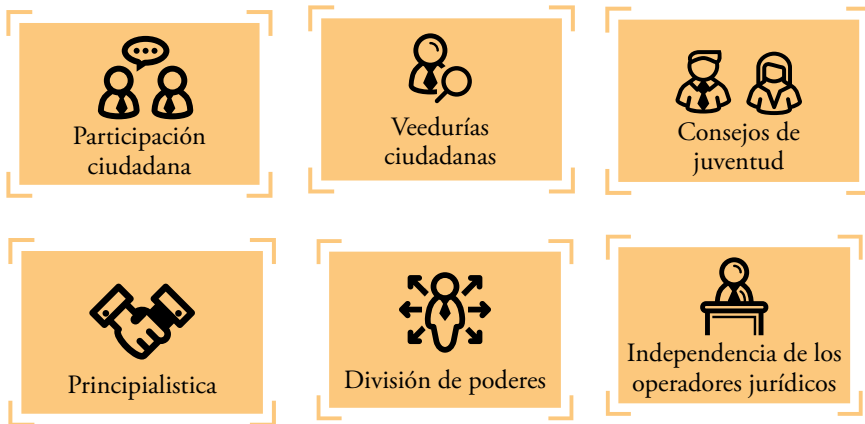 Participación
ciudadana
Veedurías
ciudadanas
Consejos de
juventud
Principialistica
División de poderes
Independencia de los
operadores jurídicos